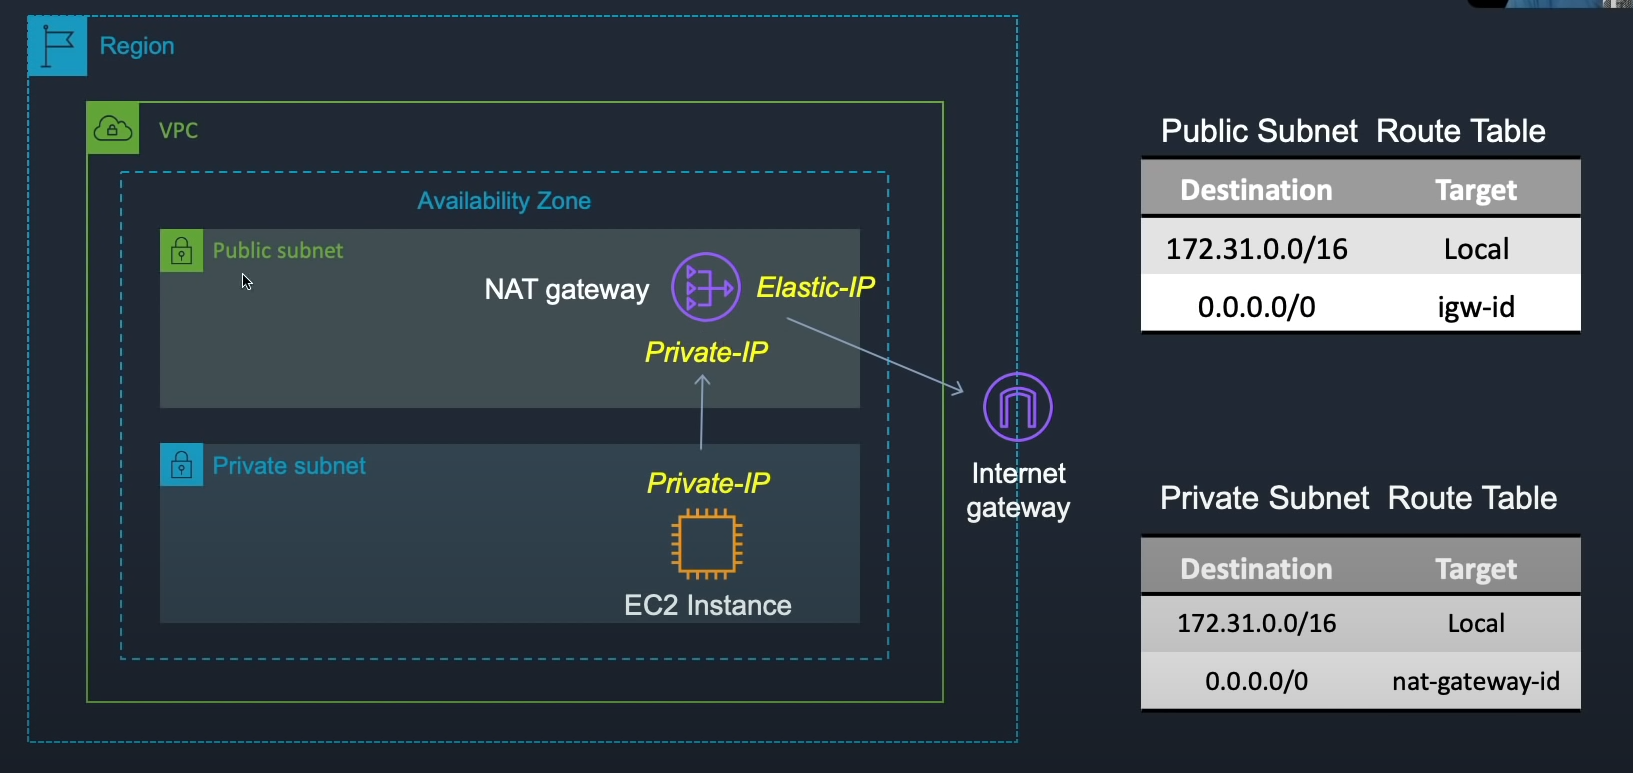 Region
VPC
Availability Zone
Public subnet
NAT gateway
Elastic-IP
Private-IP
Private subnet
Private-IP
EC2 Instance
Internet
gateway
Public Subnet Route Table
Destination Target
172.31.0.0/16 Local
0.0.0.0/0 igw-id
Private Subnet Route Table
Destination Target
172.31.0.0/16 Local
0.0.0.0/0 nat-gateway-id